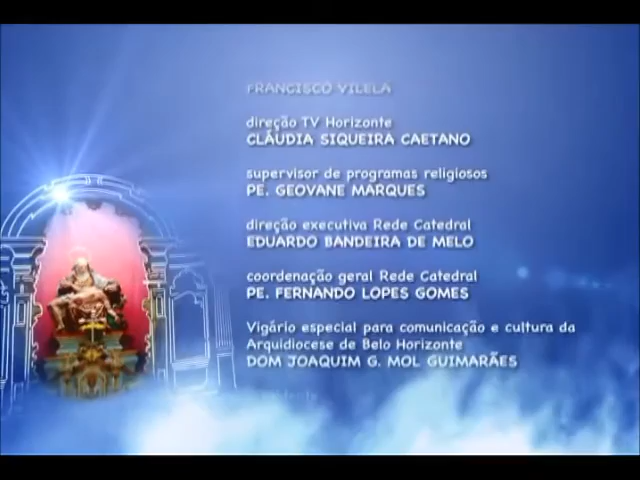 FRANCISCO VILELA
direção TV Horizonte
CLÁUDIA SIQUEIRA CAETANO
supervisor de programas religiosos
PE. GEOVANE MARQUES
direção executiva Rede Catedral
EDUARDO BANDEIRA DE MELO
coordenação geral Rede Catedral
PE. FERNANDO LOPES GOMES
Vigário especial para comunicação e cultura da
Arquidiocese de Belo Horizonte
DOM JOAQUIM G. MOL GUIMARÃES